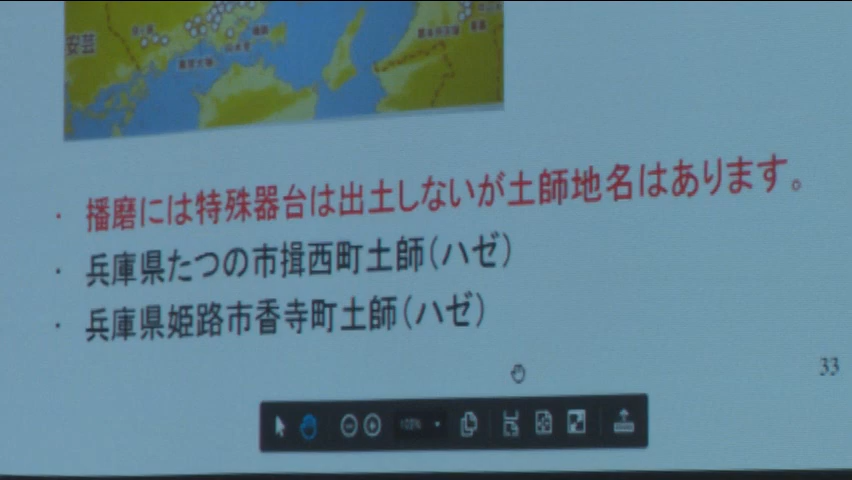 安芸
・ 播磨には特殊器台は出土しないが土師地名はあります。
・ 兵庫県たつの市揖西町土師(ハゼ)
・ 兵庫県姫路市香寺町土師(ハゼ)
33